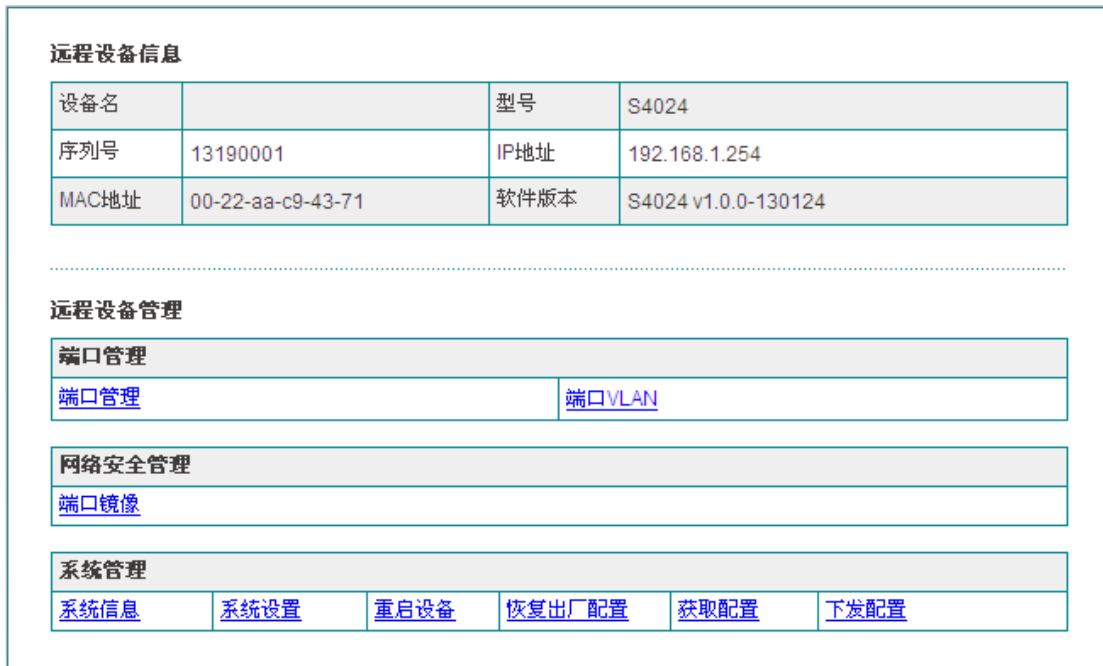 远程设备信息
设备名 型号 S4024
序列号 13190001 IP地址 192.168.1.254
MAC地址 00-22-aa-c9-43-71 软件版本 S4024 v1.0.0-130124
远程设备管理
端口管理
端口管理 端口VLAN
网络安全管理
端口镜像
系统管理
系统信息 系统设置 重启设备 恢复出厂配置 获取配置 下发配置